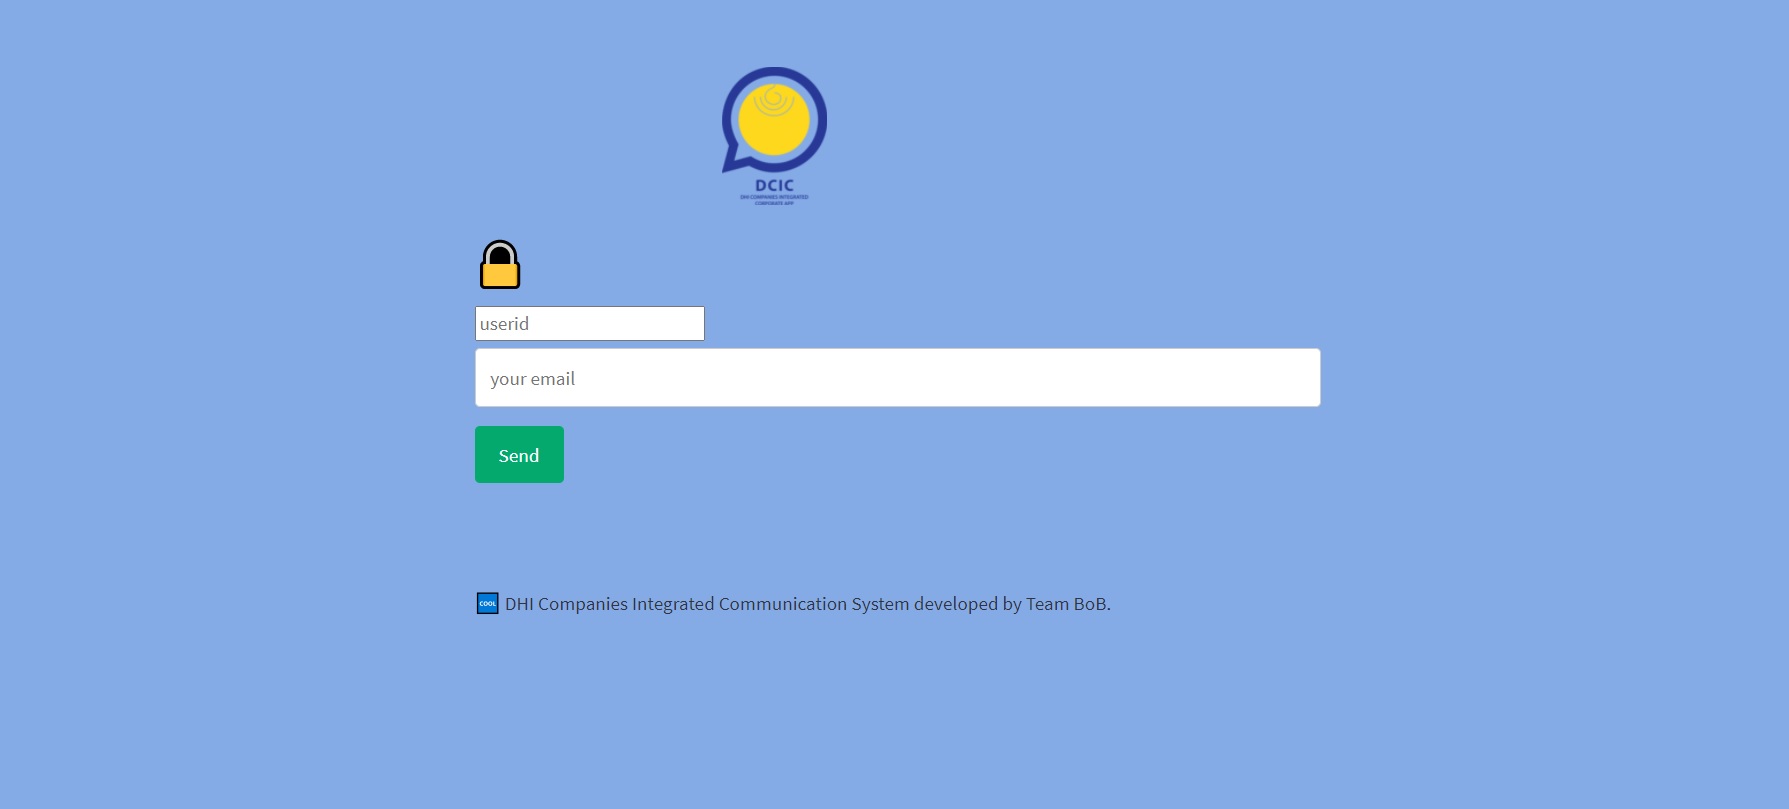 DCIC
DHI COMPANIES INTEGRATED
CORPORATE APP
userid
your email
Send
COOL DHI Companies Integrated Communication System developed by Team BoB.